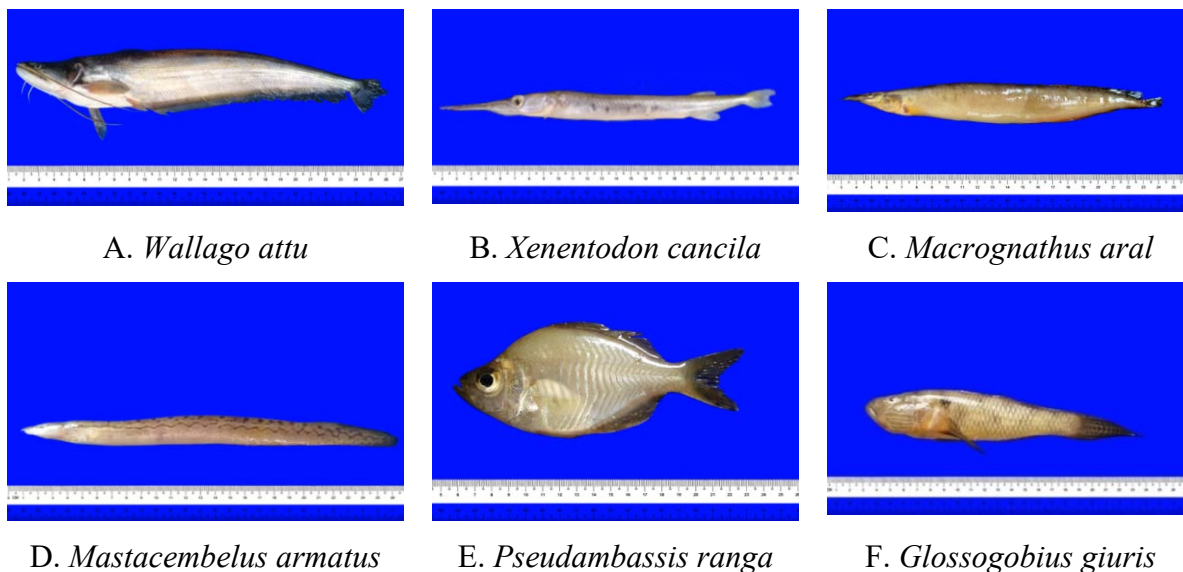 A. Wallago attu
B. Xenentodon cancila
C. Macrognathus aral
D. Mastacembelus armatus
E. Pseudambassis ranga
F. Glossogobius giuris